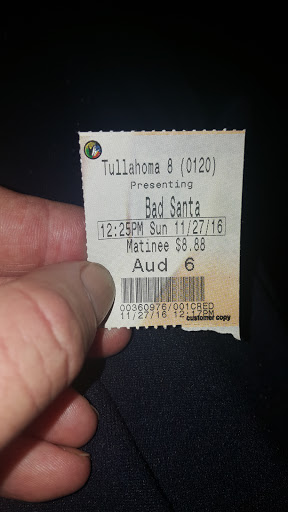 Tullahoma 8 (0120)
Presenting
Bad Santa
12:25PM Sun 11/27/16
Matinee $8.88
Aud 6
00360976/001CRED
11/27/16 12:17PM
customer copy